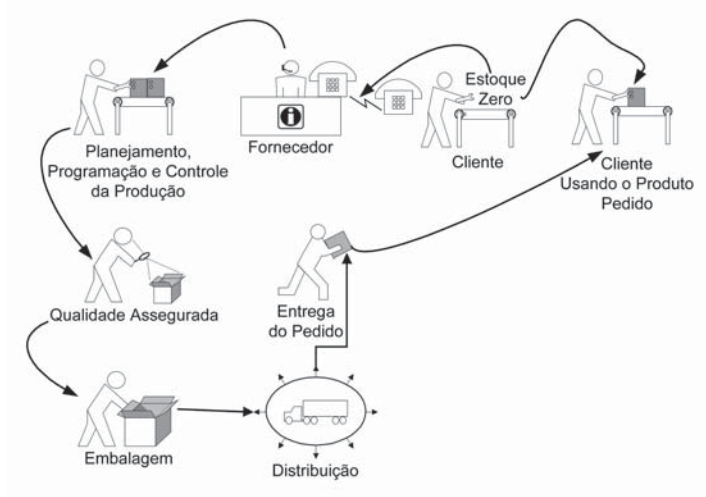 Estoque
Zero
Planejamento,
Programação e Controle
da Produção
Fornecedor
Cliente
Cliente
Usando o Produto
Pedido
Qualidade Assegurada
Entrega
do Pedido
Embalagem
Distribuição